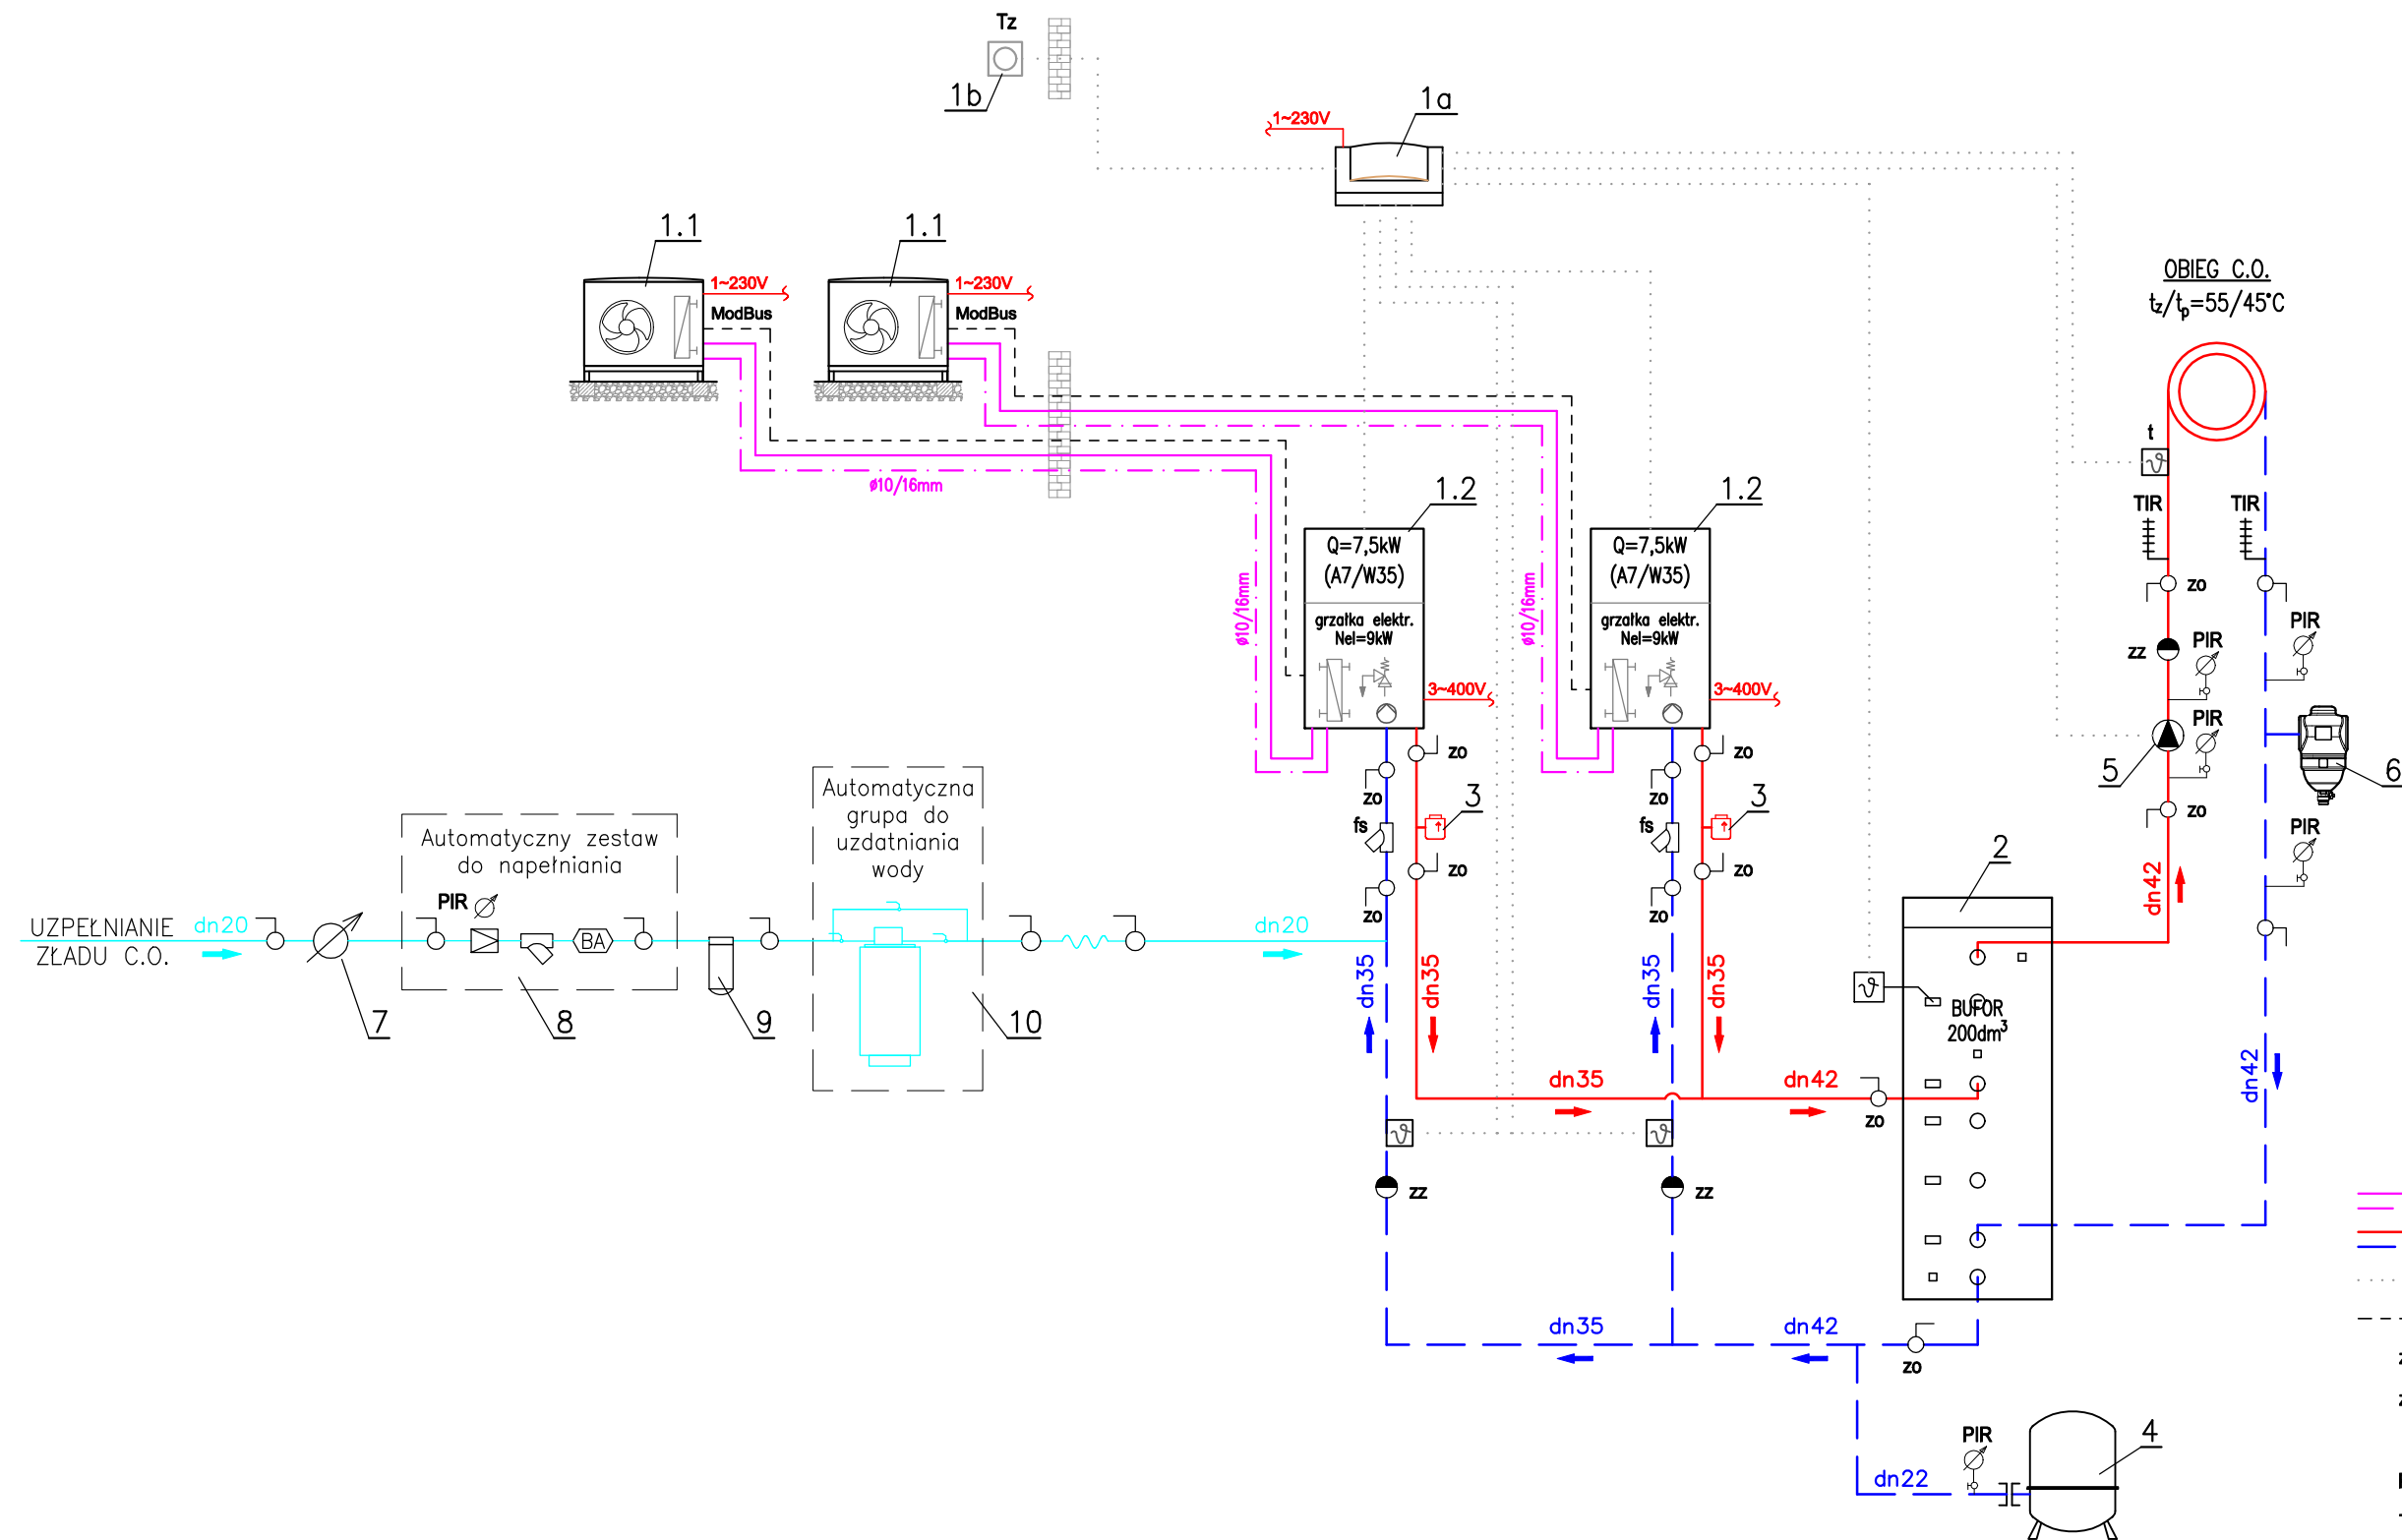 Tz
1b
1a
1~230V
1.1
1.1
1~230V
ModBus
1~230V
ModBus
OBIEG C.O.
tz/tp=55/45°C
t
TIR
TIR
ø10/16mm
1.2
1.2
Q=7,5kW
(A7/W35)
grzałka elektr.
Nel=9kW
Q=7,5kW
(A7/W35)
grzałka elektr.
Nel=9kW
ø10/16mm
ø10/16mm
3~400V
3~400V
zo
PIR
zz
PIR
PIR
5
6
zo
PIR
zo
zo
zo
zo
3
3
fs
fs
zo
zo
zo
zo
Automatyczny zestaw
do napełniania
PIR
Automatyczna
grupa do
uzdatniania
wody
UZPEŁNIANIE
ZŁADU C.O.
dn20
BA
dn20
7
8
9
10
dn35
dn35
dn35
dn35
2
dn42
BUFOR
200dm³
dn42
dn35
dn42
zo
zz
zz
dn35
dn42
zo
dn22
PIR
4